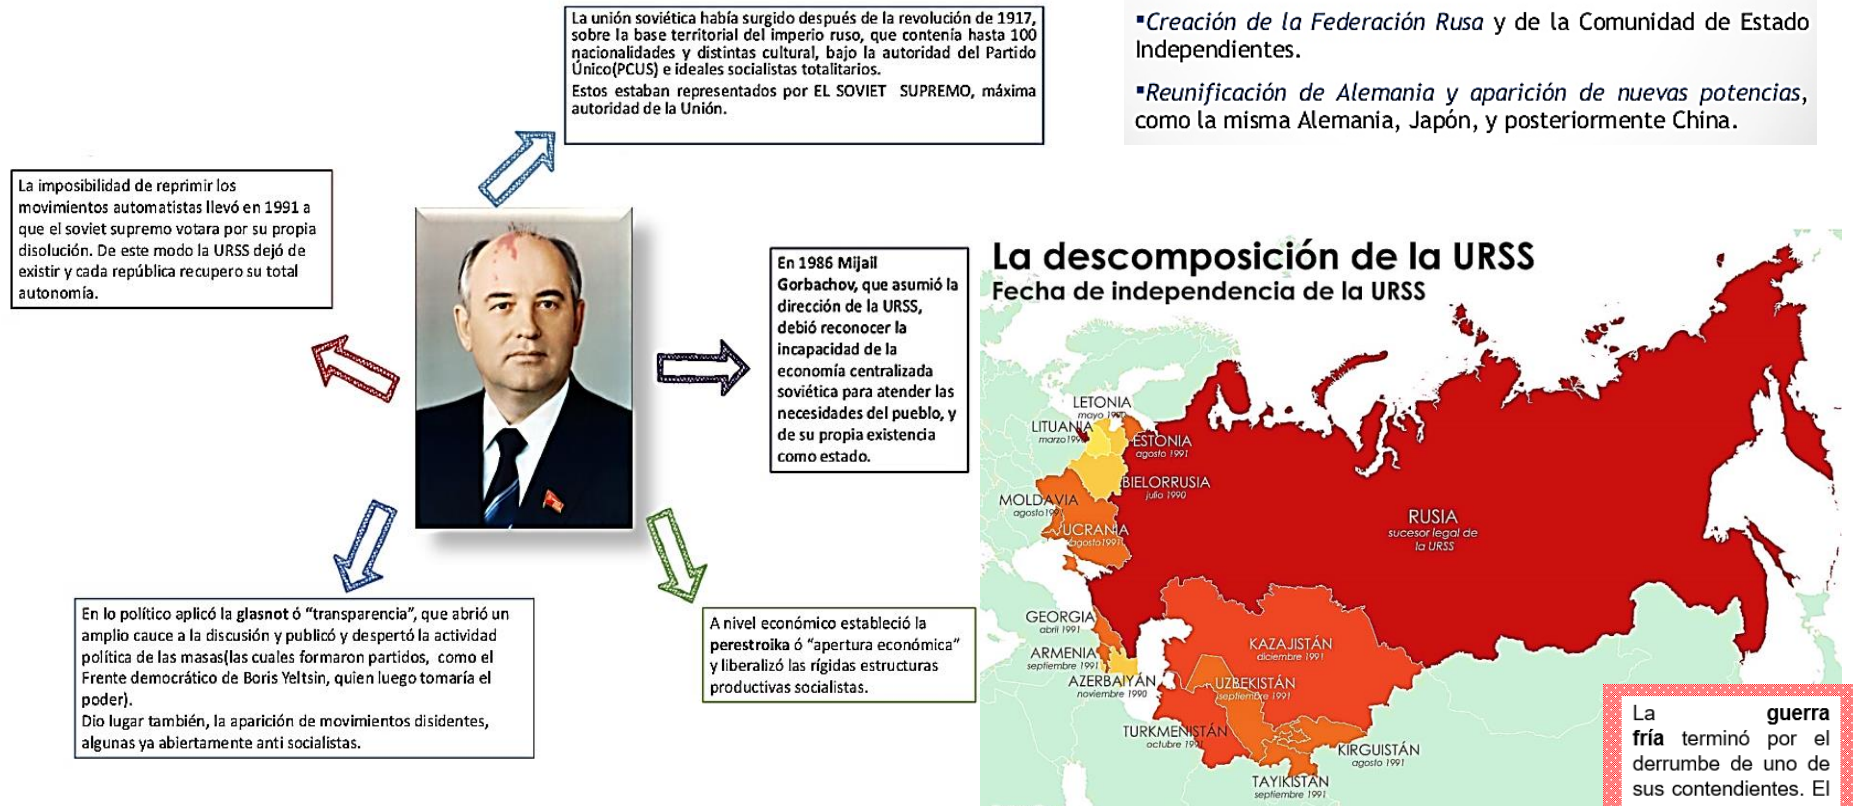 La unión soviética había surgido después de la revolución de 1917,
sobre la base territorial del imperio ruso, que contenía hasta 100
nacionalidades y distintas cultural, bajo la autoridad del Partido
Único(PCUS) e ideales socialistas totalitarios.
Estos estaban representados por EL SOVIET SUPREMO, máxima
autoridad de la Unión.
▪Creación de la Federación Rusa y de la Comunidad de Estado
Independientes.
▪Reunificación de Alemania y aparición de nuevas potencias,
como la misma Alemania, Japón, y posteriormente China.
La imposibilidad de reprimir los
movimientos automatistas llevó en 1991 a
que el soviet supremo votara por su propia
disolución. De este modo la URSS dejó de
existir y cada república recupero su total
autonomía.
En 1986 Mijail
Gorbachov, que asumió la
dirección de la URSS,
debió reconocer la
incapacidad de la
economía centralizada
soviética para atender las
necesidades del pueblo, y
de su propia existencia
como estado.
En lo político aplicó la glasnot ó “transparencia”, que abrió un
amplio cauce a la discusión y publicó y despertó la actividad
política de las masas(las cuales formaron partidos, como el
Frente democrático de Boris Yeltsin, quien luego tomaría el
poder).
Dio lugar también, la aparición de movimientos disidentes,
algunas ya abiertamente anti socialistas.
A nivel económico estableció la
perestroika ó “apertura económica”
y liberalizó las rígidas estructuras
productivas socialistas.
La descomposición de la URSS
Fecha de independencia de la URSS
LETONIA
mayo 1990
LITUANIA
marzo 1990
ESTONIA
agosto 1991
BIELORRUSIA
julio 1990
MOLDAVIA
agosto 1991
UCRANIA
agosto 1991
RUSIA
sucesor legal de
la URSS
GEORGIA
abril 1991
ARMENIA
septiembre 1991
AZERBAIYÁN
noviembre 1990
KAZAJISTÁN
diciembre 1991
UZBEKISTÁN
septiembre 1991
TURKMENISTÁN
octubre 1991
KIRGUISTÁN
agosto 1991
TAYIKISTÁN
septiembre 1991
La guerra
fría terminó por el
derrumbe de uno de
sus contendientes. El